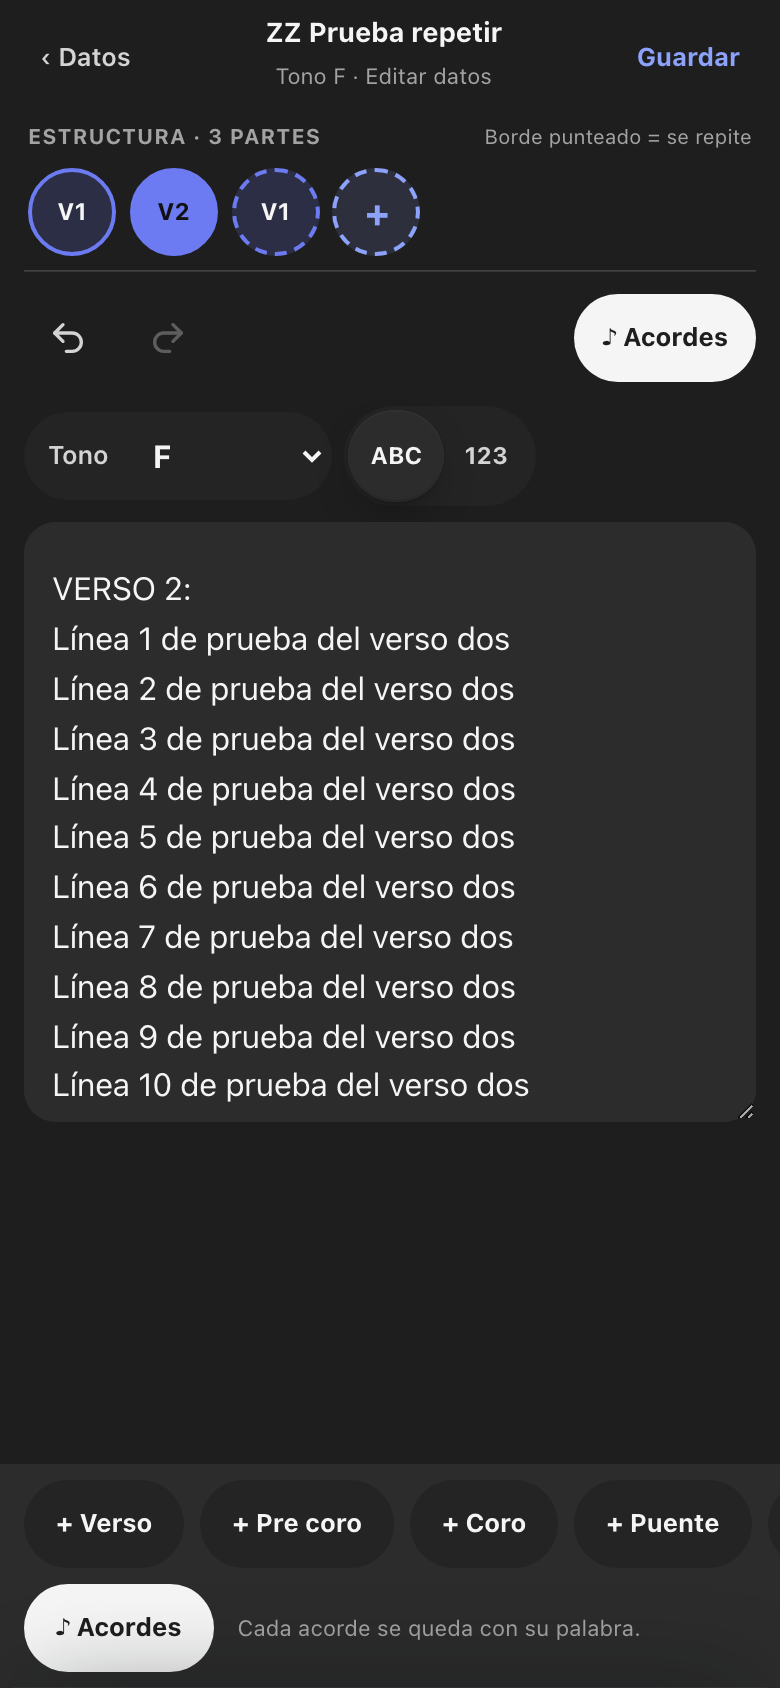 ‹ Datos
ZZ Prueba repetir
Tono F · Editar datos
Guardar
ESTRUCTURA · 3 PARTES
Borde punteado = se repite
V1 V2 V1 +
♪ Acordes
Tono F ABC 123
VERSO 2:
Línea 1 de prueba del verso dos
Línea 2 de prueba del verso dos
Línea 3 de prueba del verso dos
Línea 4 de prueba del verso dos
Línea 5 de prueba del verso dos
Línea 6 de prueba del verso dos
Línea 7 de prueba del verso dos
Línea 8 de prueba del verso dos
Línea 9 de prueba del verso dos
Línea 10 de prueba del verso dos
+ Verso + Pre coro + Coro + Puente
♪ Acordes
Cada acorde se queda con su palabra.